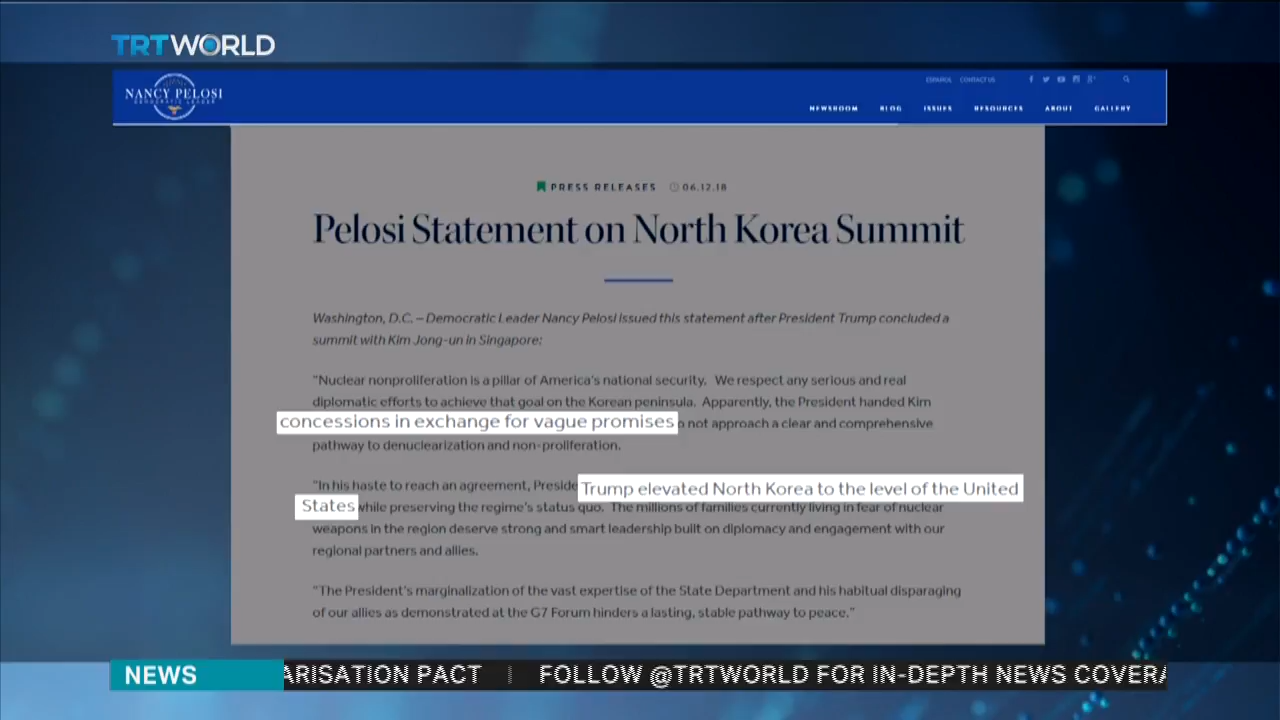 TRT WORLD
ESPAÑOL CONTACT US
NANCY PELOSI
DEMOCRATIC LEADER
NEWSROOM BLOG ISSUES RESOURCES ABOUT GALLERY
PRESS RELEASES 06.12.18
Pelosi Statement on North Korea Summit
Washington, D.C. – Democratic Leader Nancy Pelosi issued this statement after President Trump concluded a
summit with Kim Jong-un in Singapore:
“Nuclear nonproliferation is a pillar of America’s national security. We respect any serious and real
diplomatic efforts to achieve that goal on the Korean peninsula. Apparently, the President handed Kim
concessions in exchange for vague promises o not approach a clear and comprehensive
pathway to denuclearization and non-proliferation.
“In his haste to reach an agreement, Preside Trump elevated North Korea to the level of the United
States while preserving the regime’s status quo. The millions of families currently living in fear of nuclear
weapons in the region deserve strong and smart leadership built on diplomacy and engagement with our
regional partners and allies.
“The President’s marginalization of the vast expertise of the State Department and his habitual disparaging
of our allies as demonstrated at the G7 Forum hinders a lasting, stable pathway to peace.”
NEWS ARISATION PACT | FOLLOW @TRTWORLD FOR IN-DEPTH NEWS COVERA